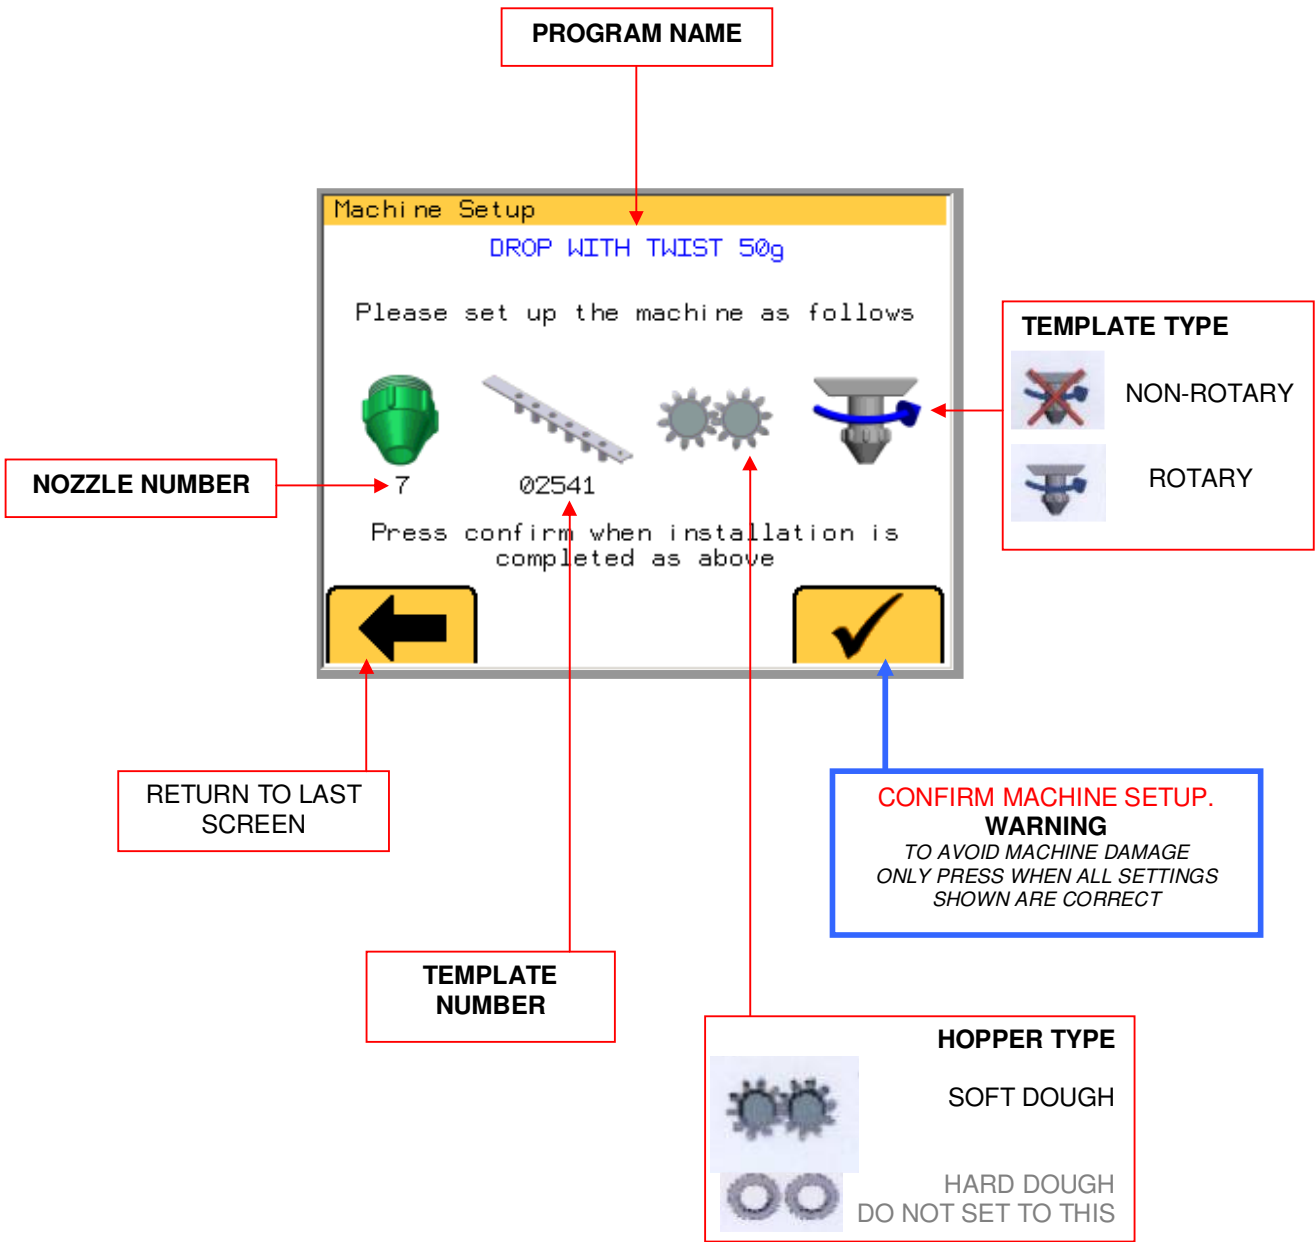 PROGRAM NAME
Machine Setup
DROP WITH TWIST 50g
Please set up the machine as follows
TEMPLATE TYPE
NON-ROTARY
ROTARY
NOZZLE NUMBER
7
02541
Press confirm when installation is
completed as above
RETURN TO LAST
SCREEN
CONFIRM MACHINE SETUP.
WARNING
TO AVOID MACHINE DAMAGE
ONLY PRESS WHEN ALL SETTINGS
SHOWN ARE CORRECT
TEMPLATE
NUMBER
HOPPER TYPE
SOFT DOUGH
HARD DOUGH
DO NOT SET TO THIS